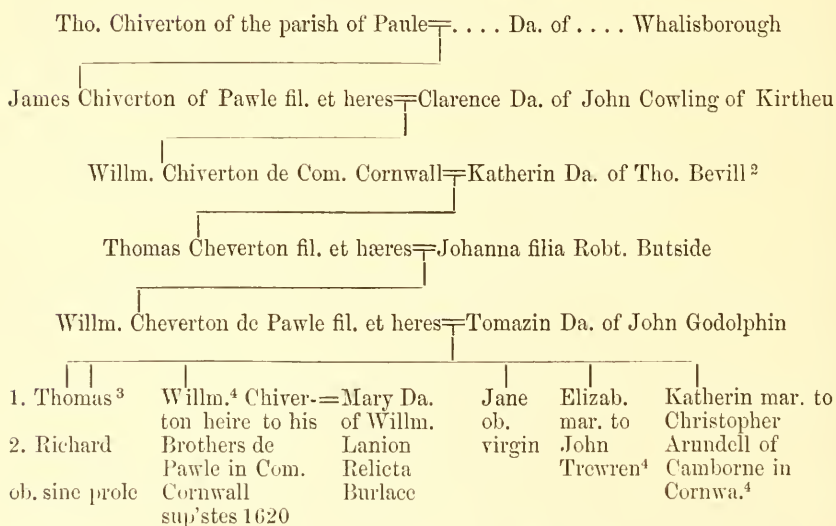 Tho. Chiverton of the parish of Paule=. . . . Da. of . . . . Whalisborough
James Chiverton of Pawle fil. et heres=Clarence Da. of John Cowling of Kirtheu
Willm. Chiverton de Com. Cornwall=Katherin Da. of Tho. Bevill ²
Thomas Cheverton fil. et hæres=Johanna filia Robt. Butside
Willm. Cheverton de Pawle fil. et heres=Tomazin Da. of John Godolphin
1. Thomas ³
2. Richard
ob. sine prole
Willm.⁴ Chiver-=Mary Da.
ton heire to his
Brothers de
Pawle in Com.
Cornwall
sup'stes 1620
of Willm.
Lanion
Relicta
Burlace
Jane
ob.
virgin
Elizab.
mar. to
John
Trewren⁴
Katherin mar. to
Christopher
Arundell of
Camborne in
Cornwa.⁴